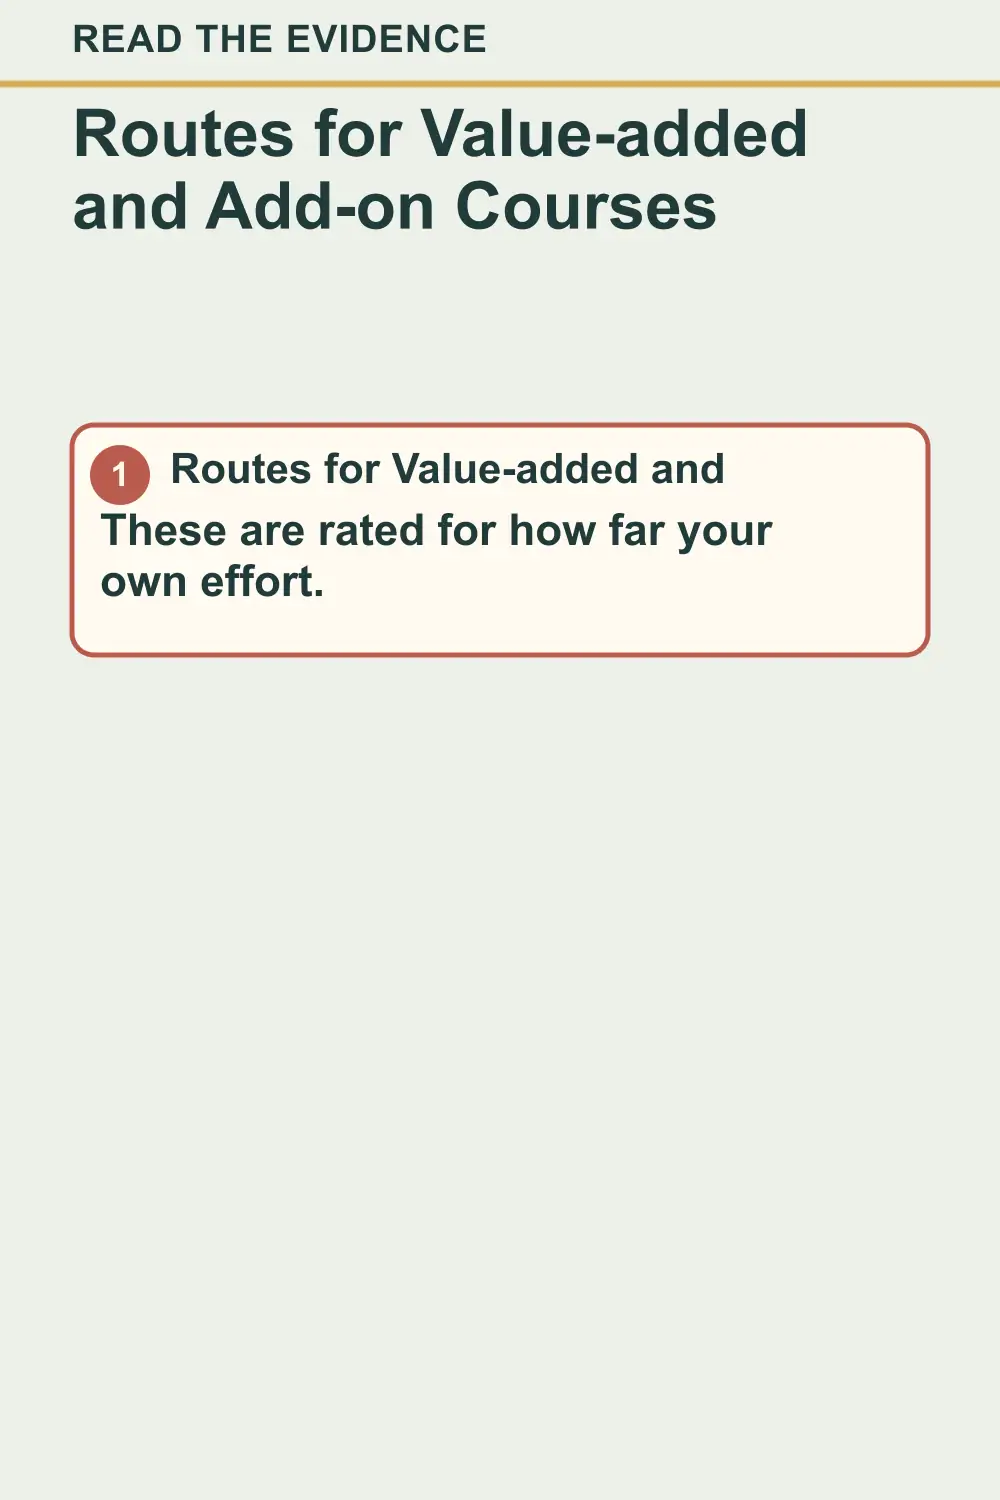 READ THE EVIDENCE
Routes for Value-added
and Add-on Courses
1
Routes for Value-added and
These are rated for how far your
own effort.